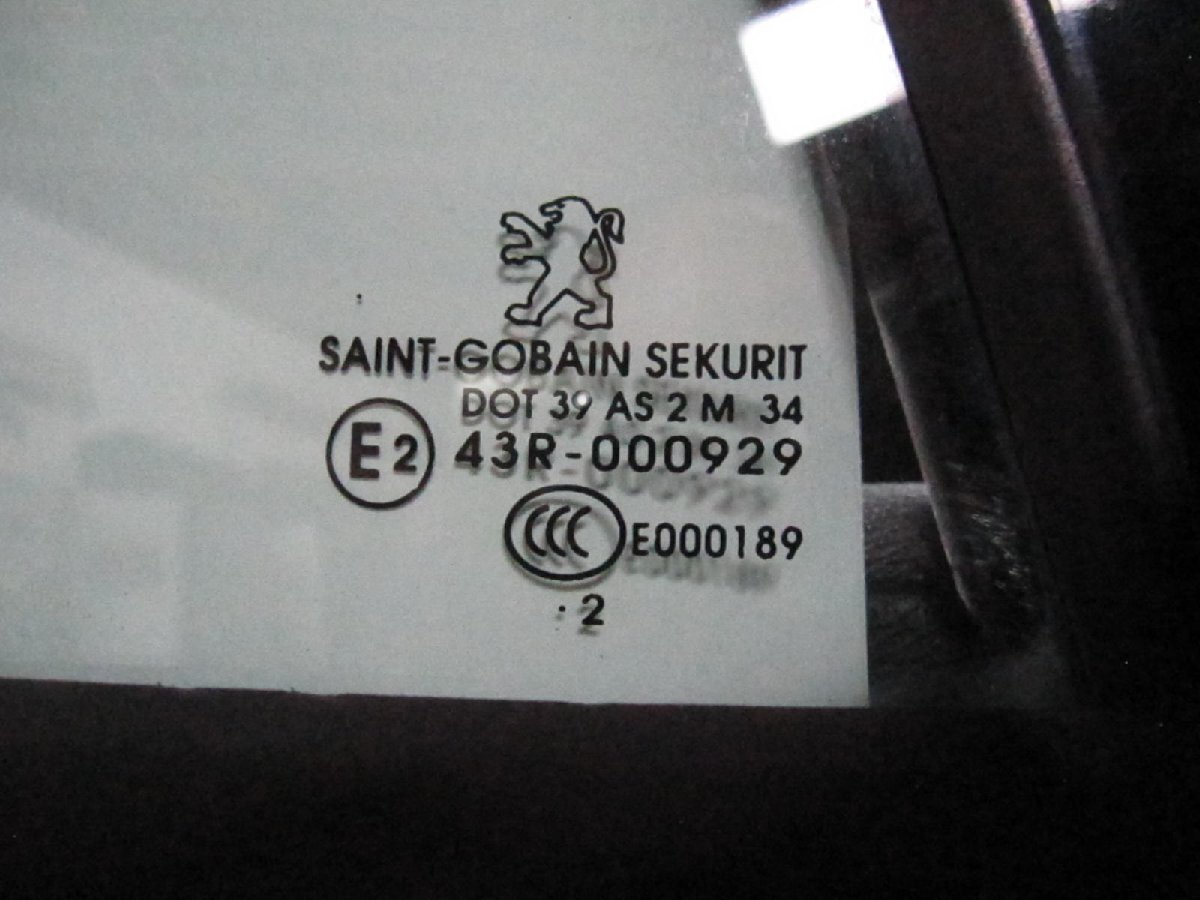 SAINT-GOBAIN SEKURIT
DOT 39 AS 2 M 34
E2 43R-000929
CCC E000189
. 2